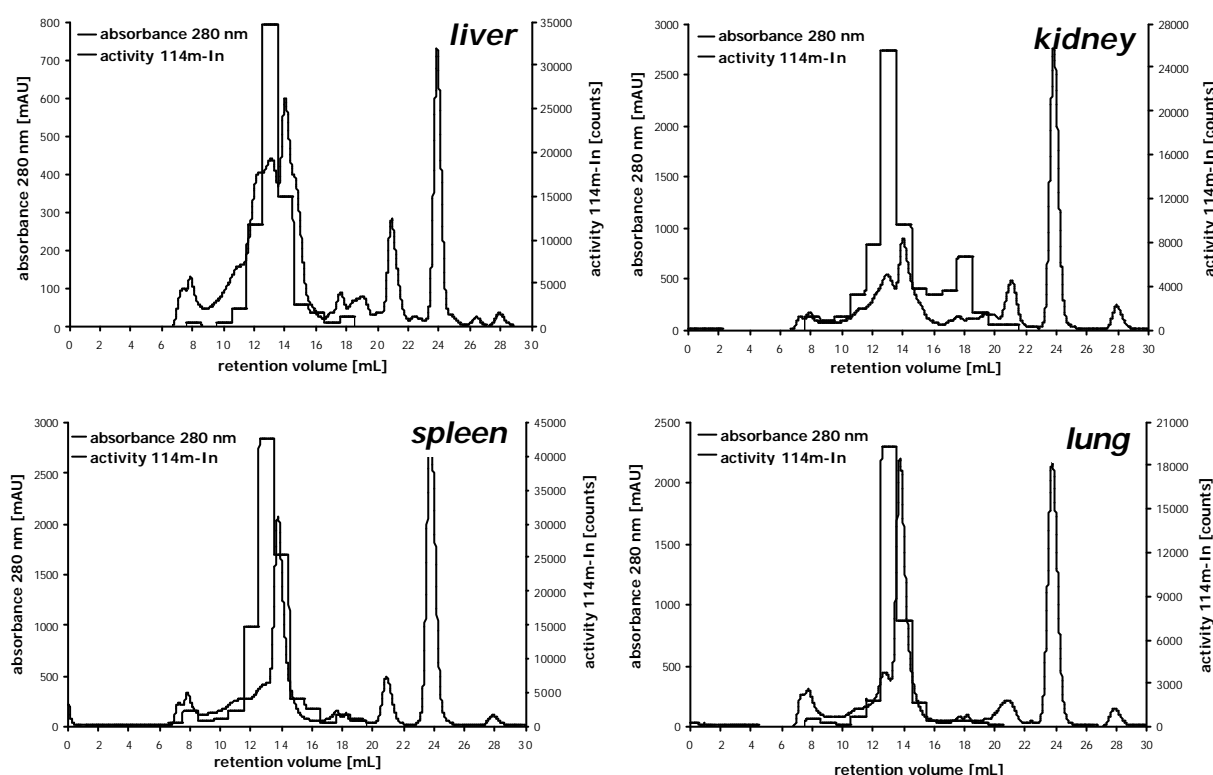 liver
absorbance 280 nm
activity 114m-In
absorbance 280 nm [mAU]
800
700
600
500
400
300
200
100
0
35000
30000
25000
20000
15000
10000
5000
0
activity 114m-In [counts]
0 2 4 6 8 10 12 14 16 18 20 22 24 26 28 30
retention volume [mL]
kidney
absorbance 280 nm
activity 114m-In
absorbance 280 nm [mAU]
3000
2500
2000
1500
1000
500
0
28000
24000
20000
16000
12000
8000
4000
0
activity 114m-In [counts]
0 2 4 6 8 10 12 14 16 18 20 22 24 26 28 30
retention volume [mL]
spleen
absorbance 280 nm
activity 114m-In
absorbance 280 nm [mAU]
3000
2500
2000
1500
1000
500
0
45000
40000
35000
30000
25000
20000
15000
10000
5000
0
activity 114m-In [counts]
0 2 4 6 8 10 12 14 16 18 20 22 24 26 28 30
retention volume [mL]
lung
absorbance 280 nm
activity 114m-In
absorbance 280 nm [mAU]
2500
2000
1500
1000
500
0
21000
18000
15000
12000
9000
6000
3000
0
activity 114m-In [counts]
0 2 4 6 8 10 12 14 16 18 20 22 24 26 28 30
retention volume [mL]